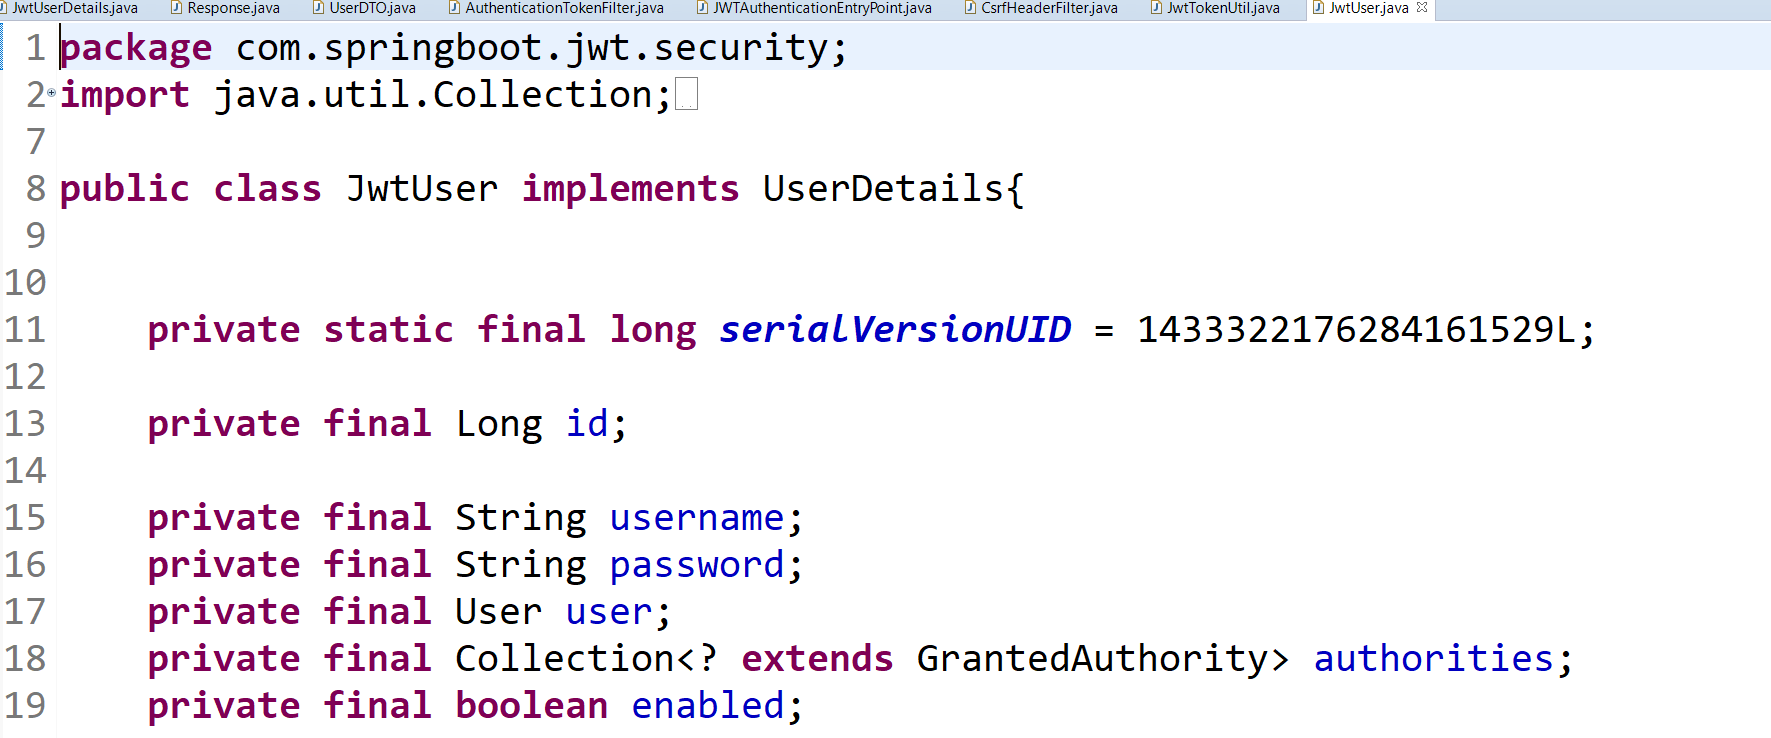 JwtUserDetails.java Response.java UserDTO.java AuthenticationTokenFilter.java JWTAuthenticationEntryPoint.java CsrfHeaderFilter.java JwtTokenUtil.java JwtUser.java
1 package com.springboot.jwt.security;
2 import java.util.Collection;
7
8 public class JwtUser implements UserDetails{
9
10
11 private static final long serialVersionUID = 1433322176284161529L;
12
13 private final Long id;
14
15 private final String username;
16 private final String password;
17 private final User user;
18 private final Collection<? extends GrantedAuthority> authorities;
19 private final boolean enabled;